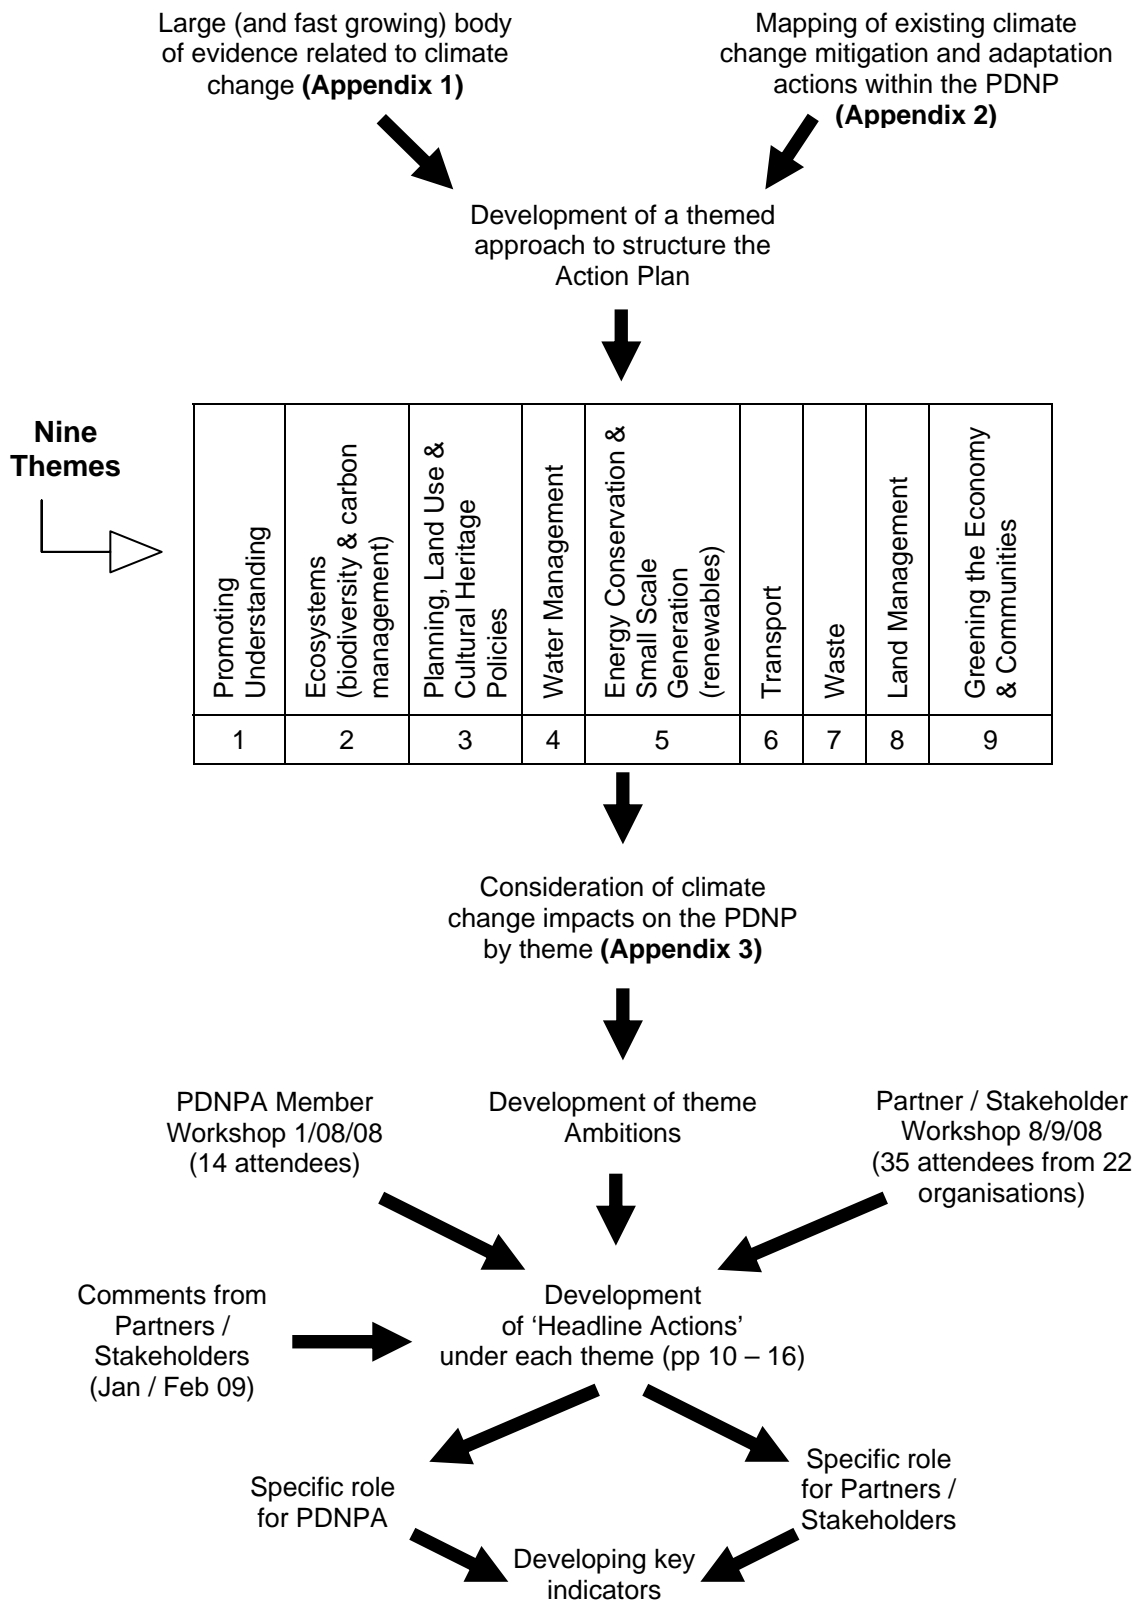 Large (and fast growing) body
of evidence related to climate
change (Appendix 1)
Mapping of existing climate
change mitigation and adaptation
actions within the PDNP
(Appendix 2)
Development of a themed
approach to structure the
Action Plan
Nine
Themes
Promoting
Understanding
Ecosystems
(biodiversity & carbon
management)
Planning, Land Use &
Cultural Heritage
Policies
Water Management
Energy Conservation &
Small Scale
Generation
(renewables)
Transport
Waste
Land Management
Greening the Economy
& Communities
1 2 3 4 5 6 7 8 9
Consideration of climate
change impacts on the PDNP
by theme (Appendix 3)
PDNPA Member
Workshop 1/08/08
(14 attendees)
Development of theme
Ambitions
Partner / Stakeholder
Workshop 8/9/08
(35 attendees from 22
organisations)
Comments from
Partners /
Stakeholders
(Jan / Feb 09)
Development
of ‘Headline Actions’
under each theme (pp 10 – 16)
Specific role
for PDNPA
Specific role
for Partners /
Stakeholders
Developing key
indicators